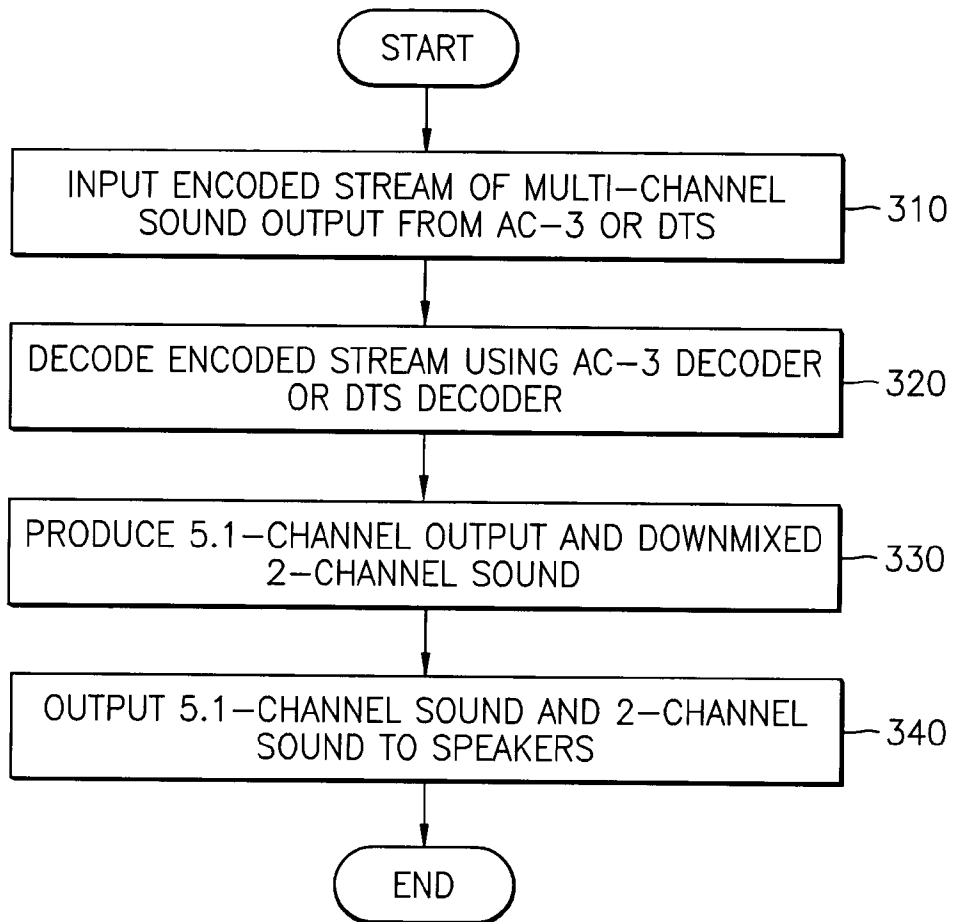 START
INPUT ENCODED STREAM OF MULTI-CHANNEL
SOUND OUTPUT FROM AC-3 OR DTS
310
DECODE ENCODED STREAM USING AC-3 DECODER
OR DTS DECODER
320
PRODUCE 5.1-CHANNEL OUTPUT AND DOWNMIXED
2-CHANNEL SOUND
330
OUTPUT 5.1-CHANNEL SOUND AND 2-CHANNEL
SOUND TO SPEAKERS
340
END